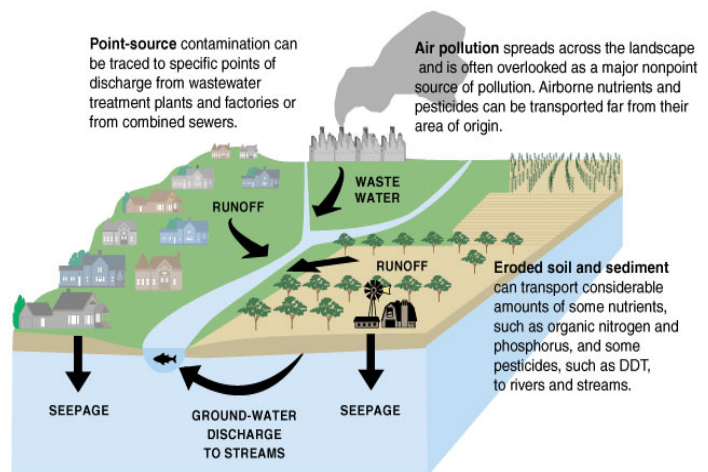 Point-source contamination can
be traced to specific points of
discharge from wastewater
treatment plants and factories or
from combined sewers.
Air pollution spreads across the landscape
and is often overlooked as a major nonpoint
source of pollution. Airborne nutrients and
pesticides can be transported far from their
area of origin.
WASTE
WATER
RUNOFF
RUNOFF
Eroded soil and sediment
can transport considerable
amounts of some nutrients,
such as organic nitrogen and
phosphorus, and some
pesticides, such as DDT,
to rivers and streams.
SEEPAGE
GROUND-WATER
DISCHARGE
TO STREAMS
SEEPAGE